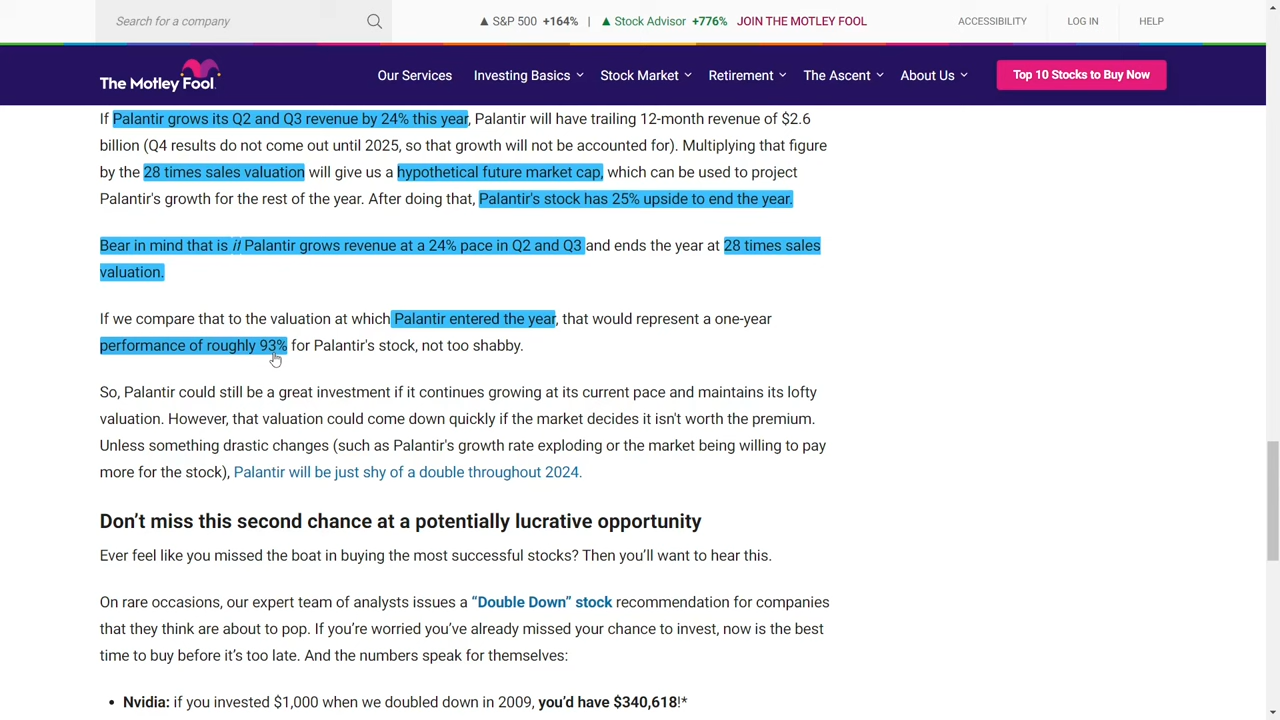 Search for a company
▲ S&P 500 +164% | ▲ Stock Advisor +776% JOIN THE MOTLEY FOOL ACCESSIBILITY LOG IN HELP
The Motley Fool. Our Services Investing Basics Stock Market Retirement The Ascent About Us Top 10 Stocks to Buy Now
If Palantir grows its Q2 and Q3 revenue by 24% this year, Palantir will have trailing 12-month revenue of $2.6
billion (Q4 results do not come out until 2025, so that growth will not be accounted for). Multiplying that figure
by the 28 times sales valuation will give us a hypothetical future market cap, which can be used to project
Palantir's growth for the rest of the year. After doing that, Palantir's stock has 25% upside to end the year.
Bear in mind that is if Palantir grows revenue at a 24% pace in Q2 and Q3 and ends the year at 28 times sales
valuation.
If we compare that to the valuation at which Palantir entered the year, that would represent a one-year
performance of roughly 93% for Palantir's stock, not too shabby.
So, Palantir could still be a great investment if it continues growing at its current pace and maintains its lofty
valuation. However, that valuation could come down quickly if the market decides it isn't worth the premium.
Unless something drastic changes (such as Palantir's growth rate exploding or the market being willing to pay
more for the stock), Palantir will be just shy of a double throughout 2024.
Don’t miss this second chance at a potentially lucrative opportunity
Ever feel like you missed the boat in buying the most successful stocks? Then you’ll want to hear this.
On rare occasions, our expert team of analysts issues a “Double Down” stock recommendation for companies
that they think are about to pop. If you’re worried you’ve already missed your chance to invest, now is the best
time to buy before it’s too late. And the numbers speak for themselves:
• Nvidia: if you invested $1,000 when we doubled down in 2009, you’d have $340,618!*